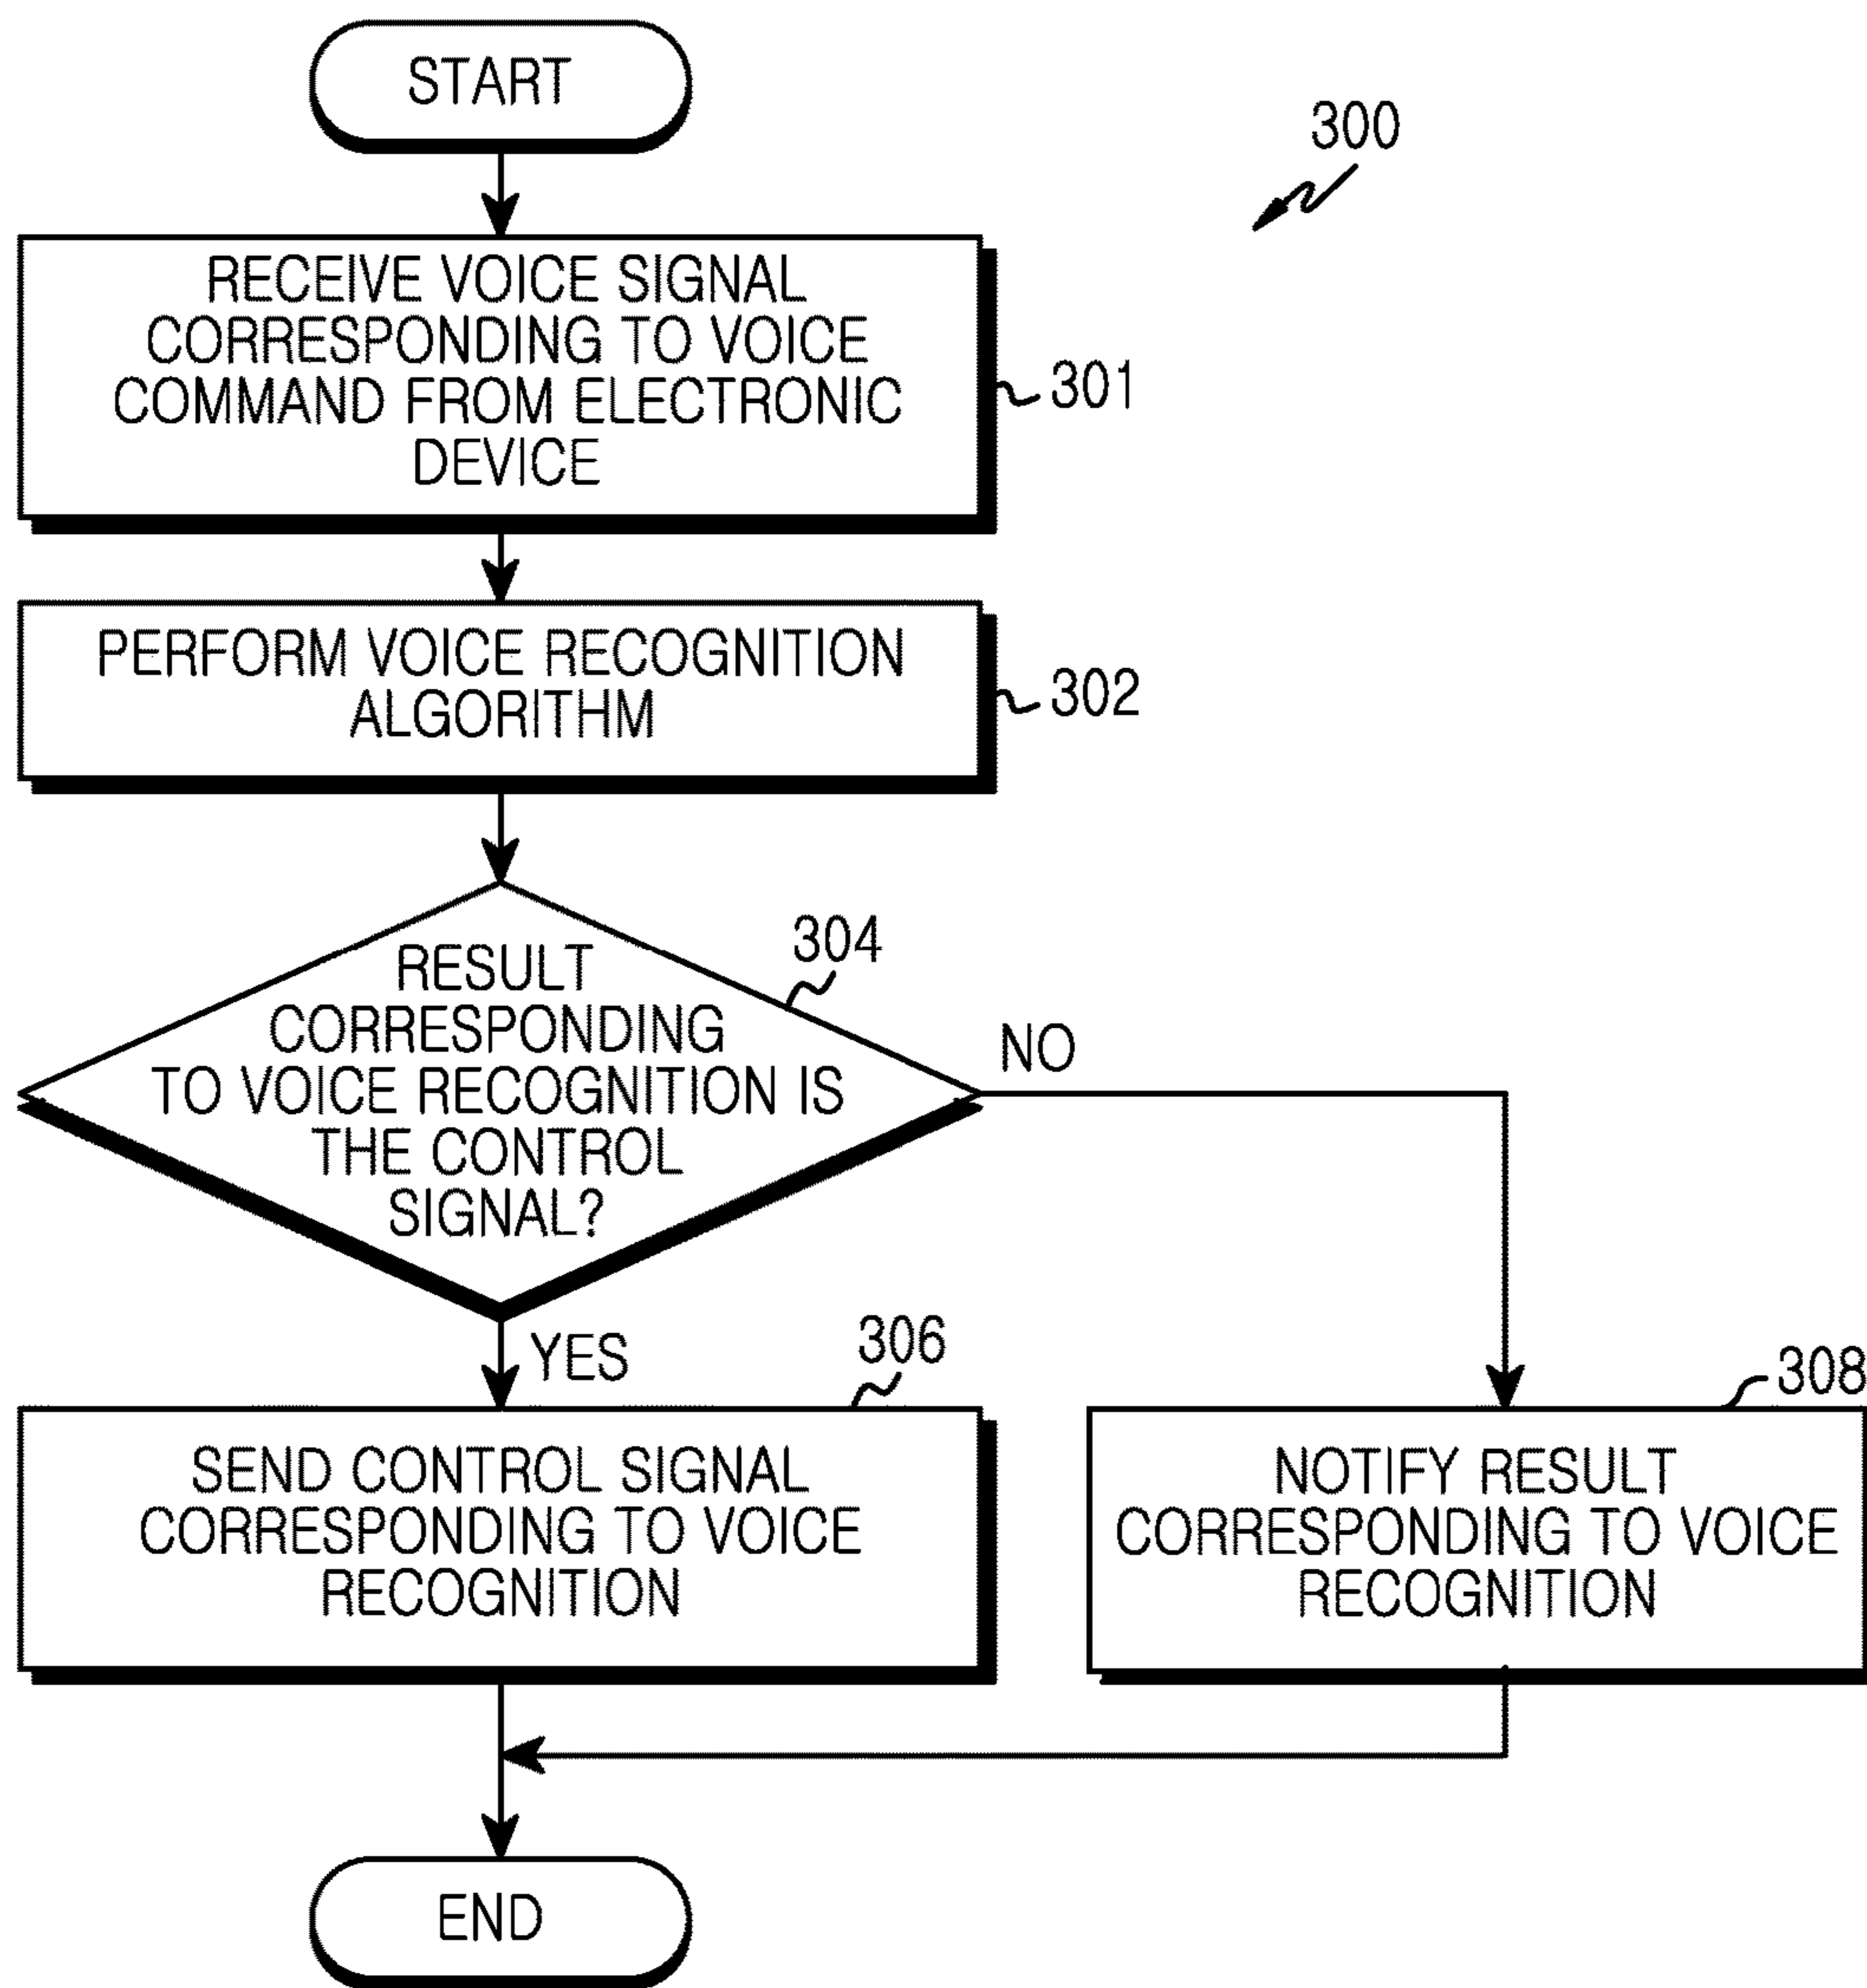 START
300
RECEIVE VOICE SIGNAL
CORRESPONDING TO VOICE
COMMAND FROM ELECTRONIC
DEVICE
301
PERFORM VOICE RECOGNITION
ALGORITHM
302
304
RESULT
CORRESPONDING
TO VOICE RECOGNITION IS
THE CONTROL
SIGNAL?
NO
YES
306
SEND CONTROL SIGNAL
CORRESPONDING TO VOICE
RECOGNITION
308
NOTIFY RESULT
CORRESPONDING TO VOICE
RECOGNITION
END